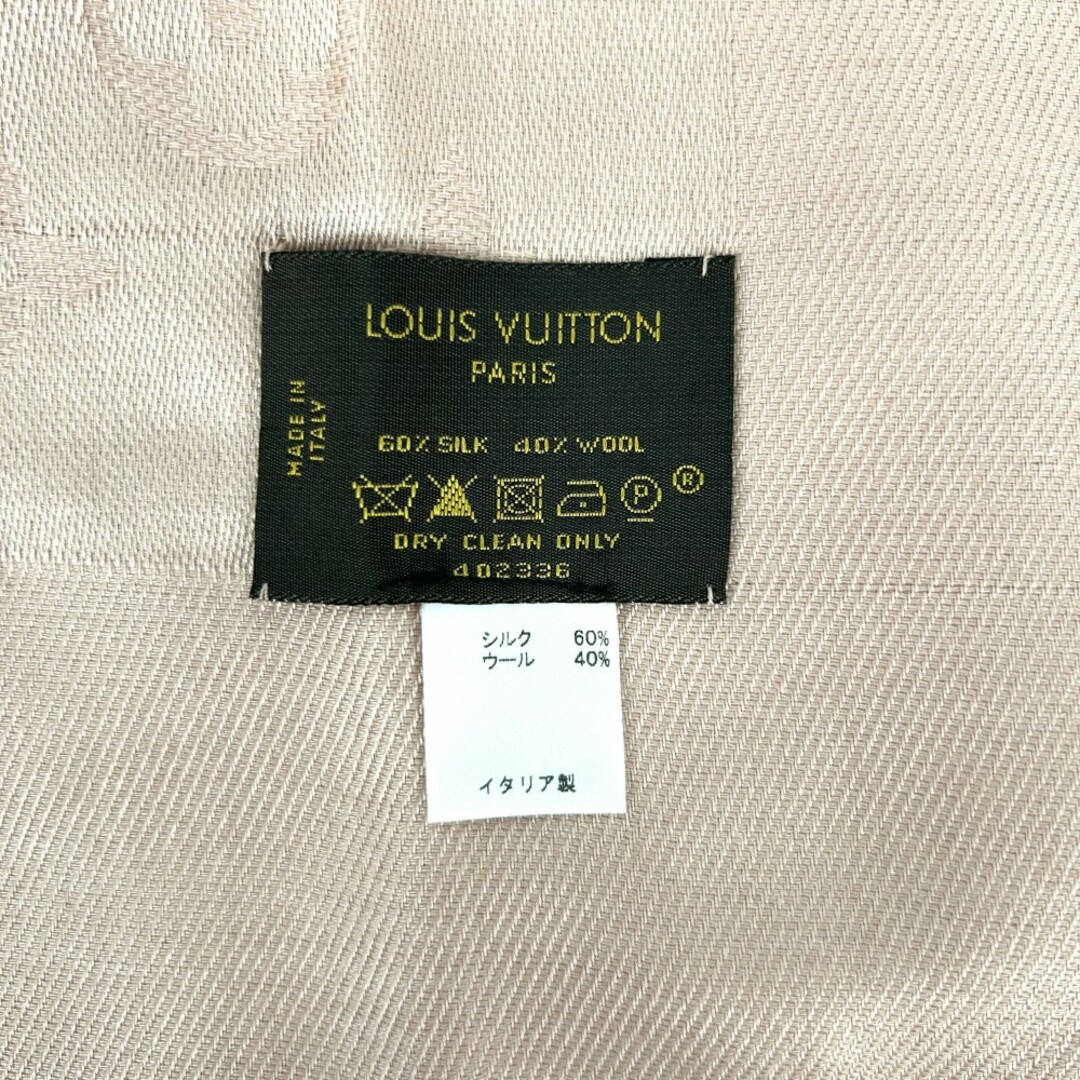 LOUIS VUITTON
PARIS
MADE IN
ITALY
60% SILK 40% WOOL
P ®
DRY CLEAN ONLY
402336
シルク 60%
ウール 40%
イタリア製